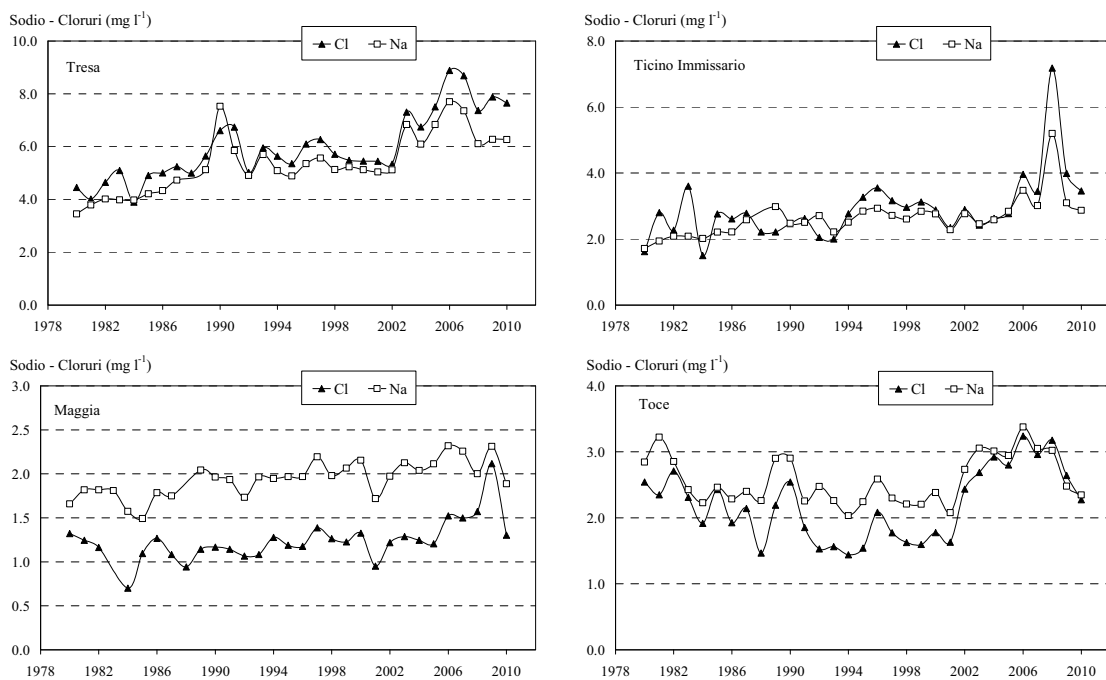 Sodio - Cloruri (mg l-1)
10.0
8.0
6.0
4.0
2.0
0.0
1978 1982 1986 1990 1994 1998 2002 2006 2010
Cl Na
Tresa
Sodio - Cloruri (mg l-1)
8.0
6.0
4.0
2.0
0.0
1978 1982 1986 1990 1994 1998 2002 2006 2010
Cl Na
Ticino Immissario
Sodio - Cloruri (mg l-1)
3.0
2.5
2.0
1.5
1.0
0.5
0.0
1978 1982 1986 1990 1994 1998 2002 2006 2010
Cl Na
Maggia
Sodio - Cloruri (mg l-1)
4.0
3.0
2.0
1.0
0.0
1978 1982 1986 1990 1994 1998 2002 2006 2010
Cl Na
Toce